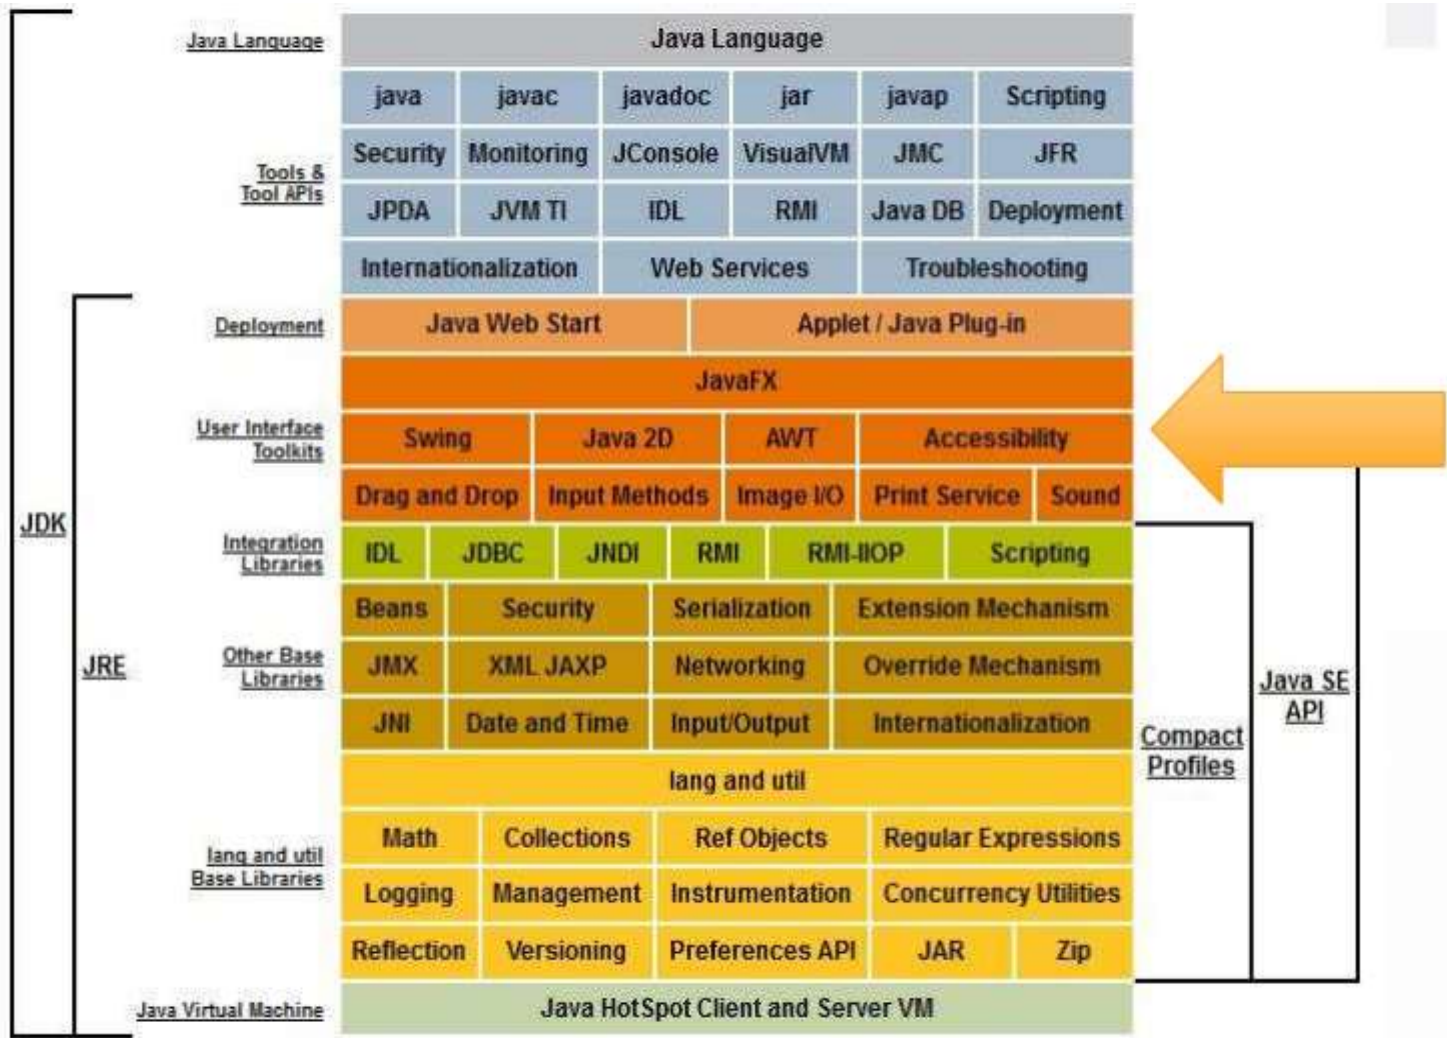 Java Language
Java Language
java javac javadoc jar javap Scripting
Tools &
Tool APIs
Security Monitoring JConsole VisualVM JMC JFR
JPDA JVM TI IDL RMI Java DB Deployment
Internationalization Web Services Troubleshooting
Deployment
Java Web Start Applet / Java Plug-in
JavaFX
User Interface
Toolkits
Swing Java 2D AWT Accessibility
Drag and Drop Input Methods Image I/O Print Service Sound
JDK
Integration
Libraries
IDL JDBC JNDI RMI RMI-IIOP Scripting
Beans Security Serialization Extension Mechanism
JRE
Other Base
Libraries
JMX XML JAXP Networking Override Mechanism
Java SE
API
JNI Date and Time Input/Output Internationalization
Compact
Profiles
lang and util
lang and util
Base Libraries
Math Collections Ref Objects Regular Expressions
Logging Management Instrumentation Concurrency Utilities
Reflection Versioning Preferences API JAR Zip
Java Virtual Machine
Java HotSpot Client and Server VM